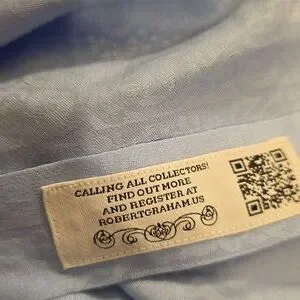 CALLING ALL COLLECTORS!
FIND OUT MORE
AND REGISTER AT
ROBERTGRAHAM.US